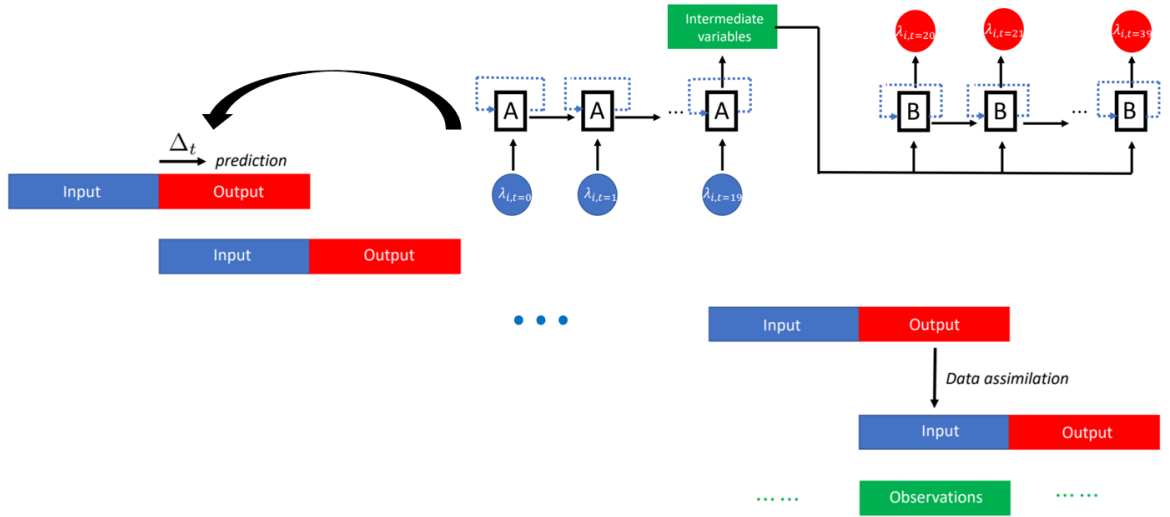 Intermediate
variables
λi,t=20 λi,t=21 λi,t=39
A A ... A
B B ... B
Δt prediction
Input Output
λi,t=0 λi,t=1 λi,t=19
Input Output
...
Input Output
Data assimilation
Input Output
...... Observations ......